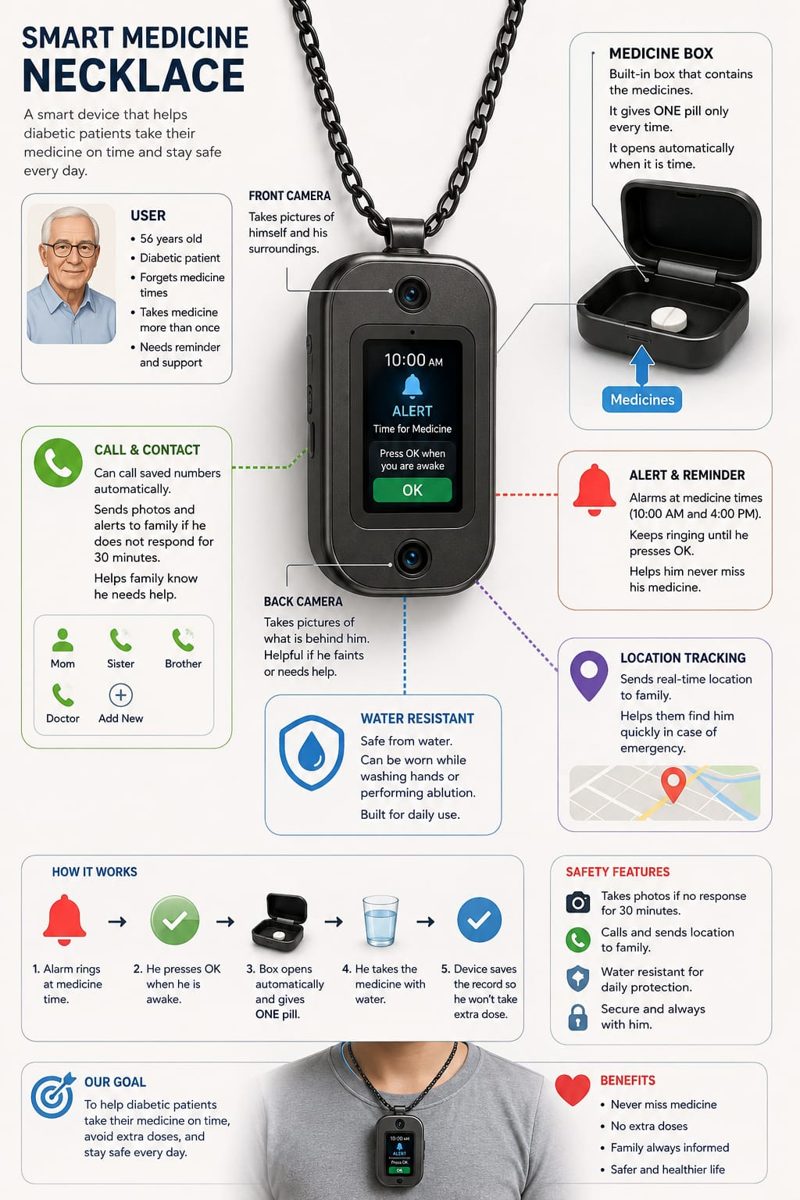 SMART MEDICINE
NECKLACE
A smart device that helps
diabetic patients take their
medicine on time and stay safe
every day.
USER
• 56 years old
• Diabetic patient
• Forgets medicine
times
• Takes medicine
more than once
• Needs reminder
and support
FRONT CAMERA
Takes pictures of
himself and his
surroundings.
MEDICINE BOX
Built-in box that contains
the medicines.
It gives ONE pill only
every time.
It opens automatically
when it is time.
Medicines
10:00 AM
ALERT
Time for Medicine
Press OK when
you are awake
OK
CALL & CONTACT
Can call saved numbers
automatically.
Sends photos and
alerts to family if he
does not respond for
30 minutes.
Helps family know
he needs help.
Mom
Sister
Brother
Doctor
Add New
ALERT & REMINDER
Alarms at medicine times
(10:00 AM and 4:00 PM).
Keeps ringing until he
presses OK.
Helps him never miss
his medicine.
BACK CAMERA
Takes pictures of
what is behind him.
Helpful if he faints
or needs help.
LOCATION TRACKING
Sends real-time location
to family.
Helps them find him
quickly in case of
emergency.
WATER RESISTANT
Safe from water.
Can be worn while
washing hands or
performing ablution.
Built for daily use.
HOW IT WORKS
1. Alarm rings
at medicine
time.
2. He presses OK
when he is
awake.
3. Box opens
automatically
and gives
ONE pill.
4. He takes the
medicine with
water.
5. Device saves
the record so
he won't take
extra dose.
SAFETY FEATURES
Takes photos if no response
for 30 minutes.
Calls and sends location
to family.
Water resistant for
daily protection.
Secure and always
with him.
OUR GOAL
To help diabetic patients
take their medicine on time,
avoid extra doses, and
stay safe every day.
10:00 AM
ALERT
Press OK
OK
BENEFITS
• Never miss medicine
• No extra doses
• Family always informed
• Safer and healthier life